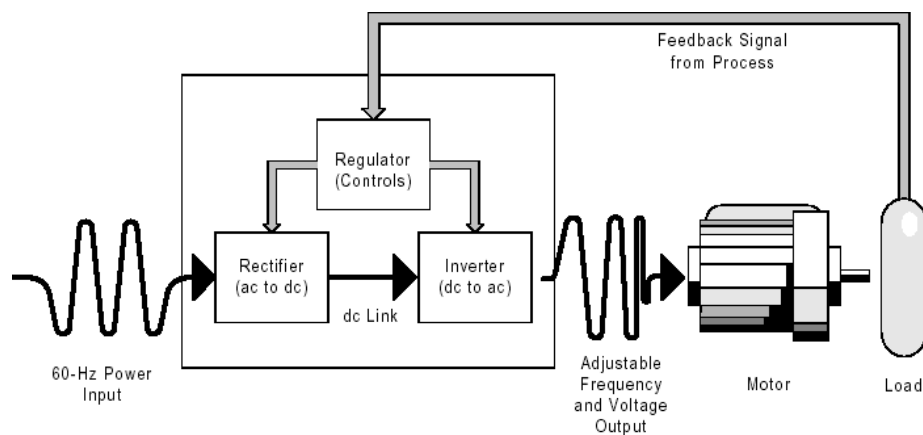 Feedback Signal
from Process
Regulator
(Controls)
Rectifier
(ac to dc)
Inverter
(dc to ac)
dc Link
60-Hz Power
Input
Adjustable
Frequency
and Voltage
Output
Motor
Load